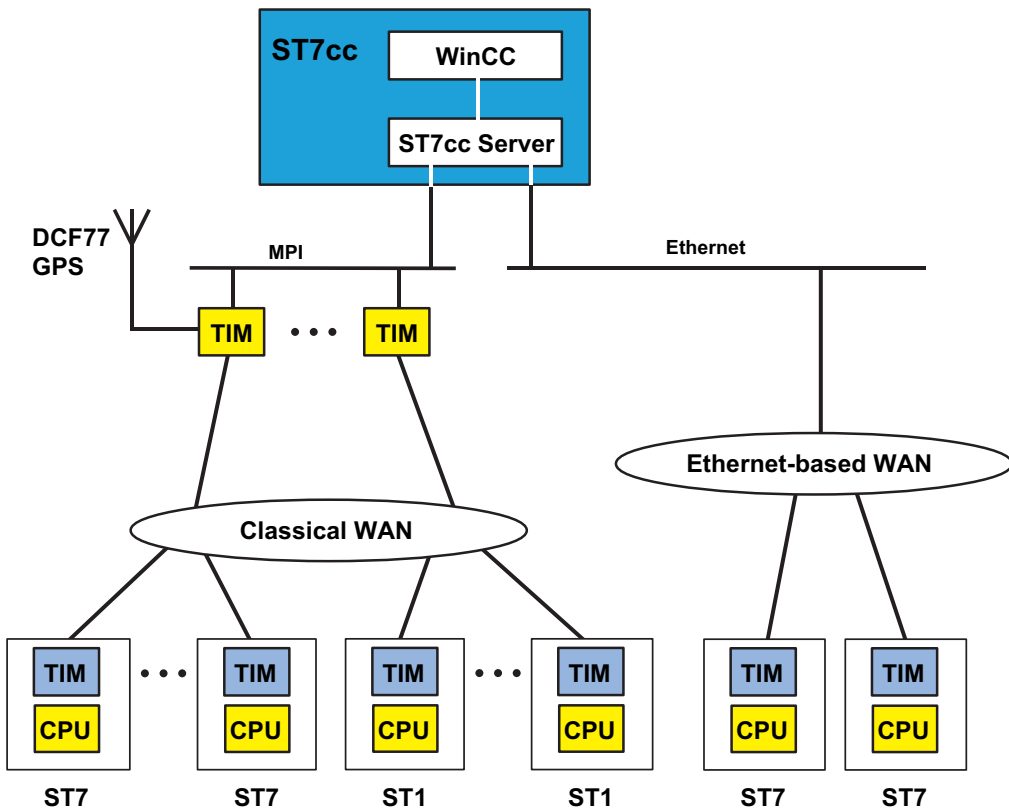 ST7cc
WinCC
ST7cc Server
DCF77
GPS
MPI
Ethernet
TIM
• • •
TIM
Ethernet-based WAN
Classical WAN
TIM
• • •
TIM
TIM
• • •
TIM
TIM
TIM
CPU
CPU
CPU
CPU
CPU
CPU
ST7
ST7
ST1
ST1
ST7
ST7